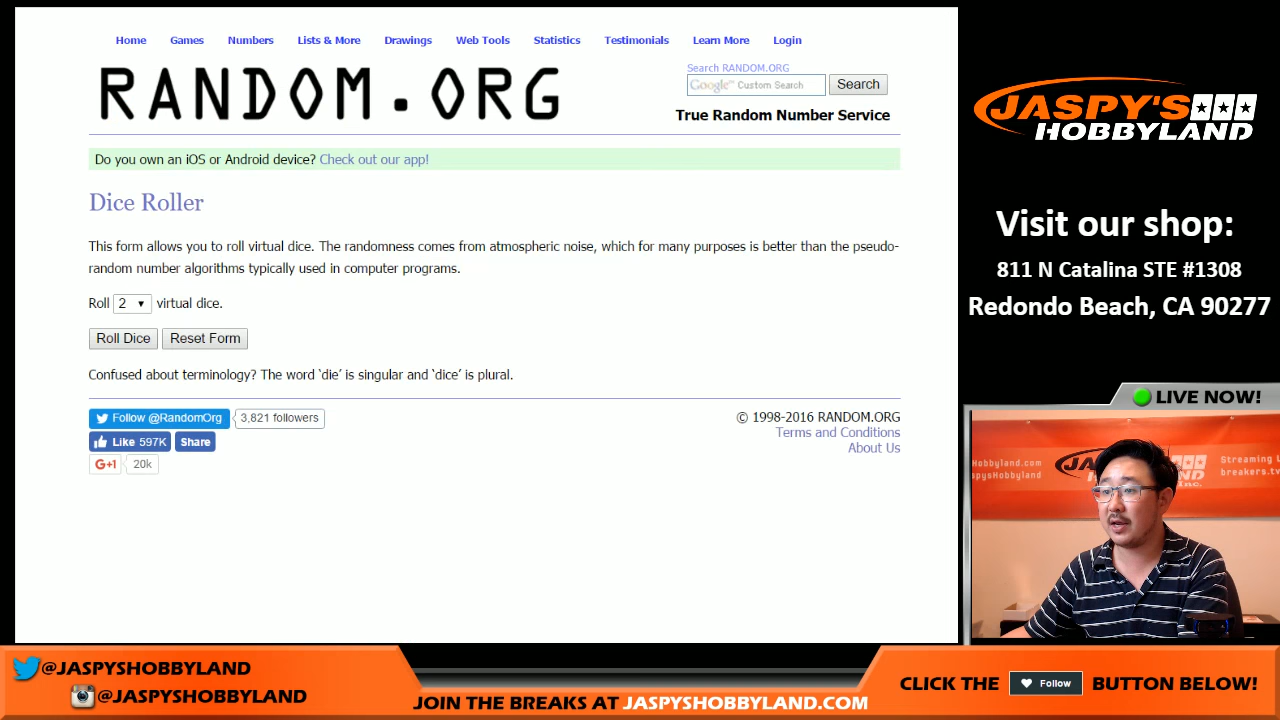 Home Games Numbers Lists & More Drawings Web Tools Statistics Testimonials Learn More Login
RANDOM.ORG
Search RANDOM.ORG
Google™ Custom Search
Search
True Random Number Service
Do you own an iOS or Android device? Check out our app!
Dice Roller
This form allows you to roll virtual dice. The randomness comes from atmospheric noise, which for many purposes is better than the pseudo-
random number algorithms typically used in computer programs.
Roll 2 ▼ virtual dice.
Roll Dice Reset Form
Confused about terminology? The word ‘die’ is singular and ‘dice’ is plural.
Follow @RandomOrg 3,821 followers
Like 597K Share
G+1 20k
© 1998-2016 RANDOM.ORG
Terms and Conditions
About Us
JASPY'S
HOBBYLAND
Visit our shop:
811 N Catalina STE #1308
Redondo Beach, CA 90277
LIVE NOW!
Hobbyland.com
spysHobbyland
Streaming L
breakers.tv
Inc.
@JASPYSHOBBYLAND
@JASPYSHOBBYLAND
JOIN THE BREAKS AT JASPYSHOBBYLAND.COM
CLICK THE Follow BUTTON BELOW!